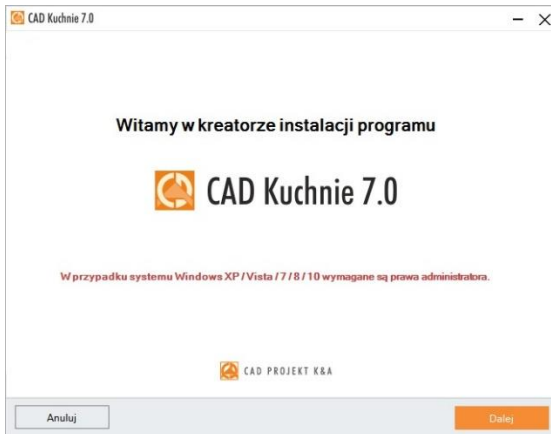 CAD Kuchnie 7.0
Witamy w kreatorze instalacji programu
CAD Kuchnie 7.0
W przypadku systemu Windows XP / Vista / 7 / 8 / 10 wymagane są prawa administratora.
CAD PROJEKT K&A
Anuluj
Dalej